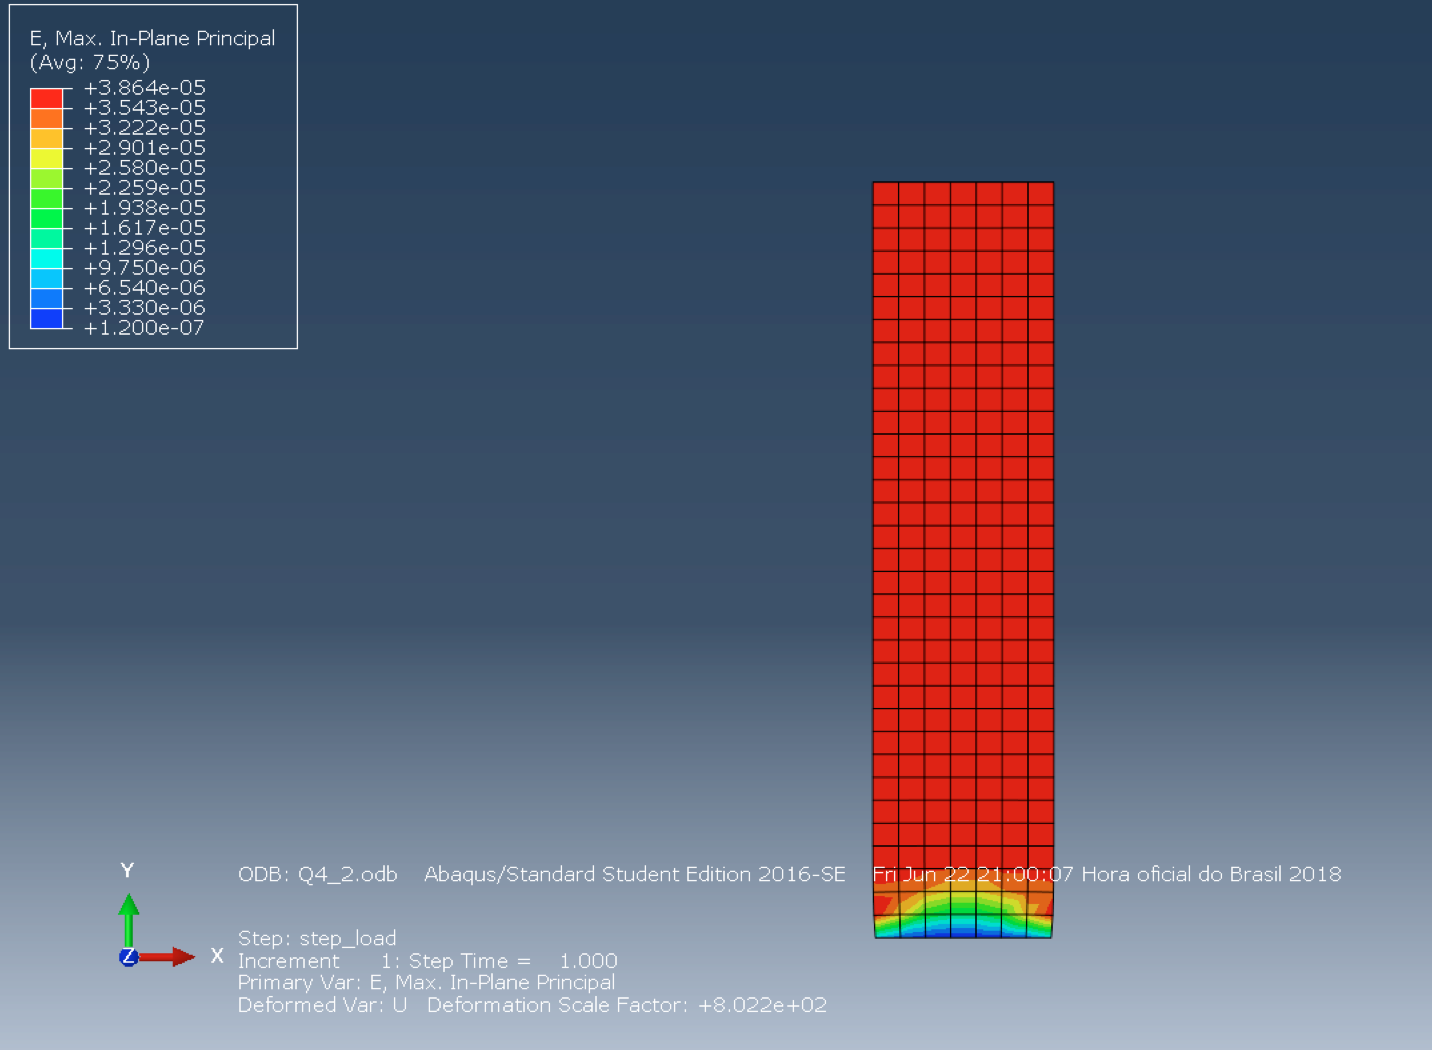 E, Max. In-Plane Principal
(Avg: 75%)
+3.864e-05
+3.543e-05
+3.222e-05
+2.901e-05
+2.580e-05
+2.259e-05
+1.938e-05
+1.617e-05
+1.296e-05
+9.750e-06
+6.540e-06
+3.330e-06
+1.200e-07
Y
Z
X
ODB: Q4_2.odb Abaqus/Standard Student Edition 2016-SE Fri Jun 22 21:00:07 Hora oficial do Brasil 2018
Step: step_load
Increment 1: Step Time = 1.000
Primary Var: E, Max. In-Plane Principal
Deformed Var: U Deformation Scale Factor: +8.022e+02